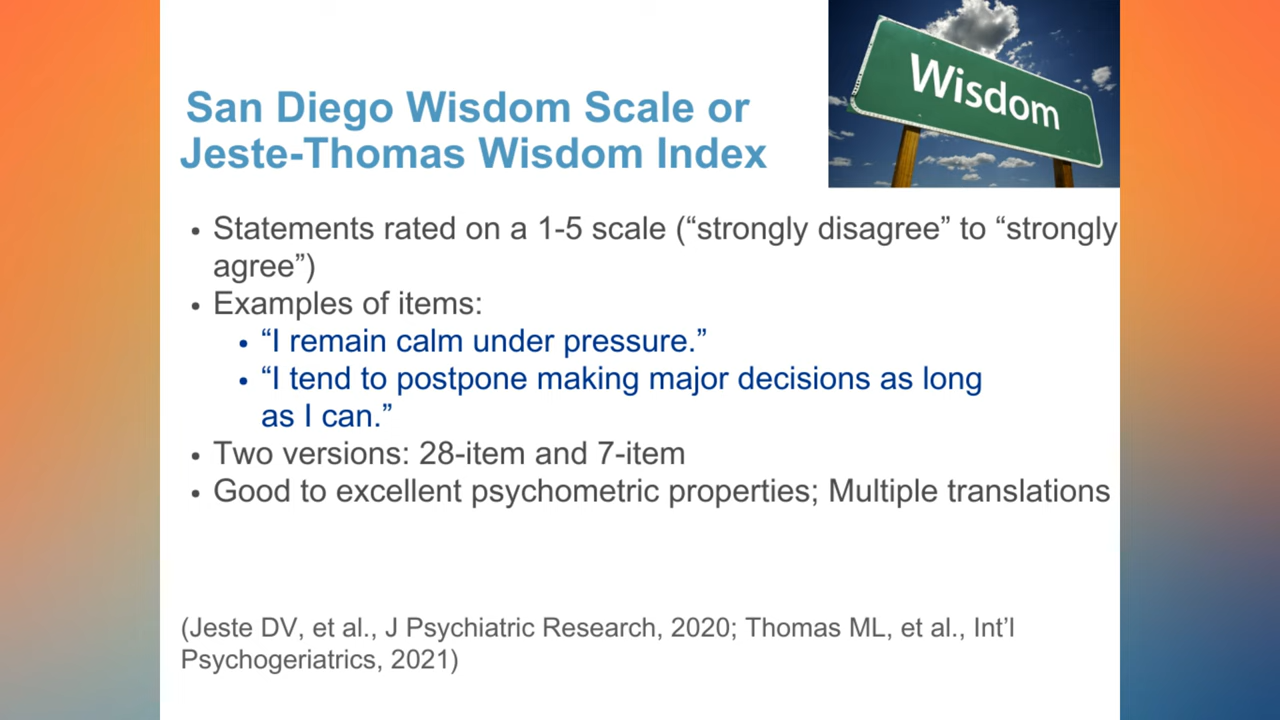 Wisdom
San Diego Wisdom Scale or
Jeste-Thomas Wisdom Index
• Statements rated on a 1-5 scale (“strongly disagree” to “strongly
agree”)
• Examples of items:
• “I remain calm under pressure.”
• “I tend to postpone making major decisions as long
as I can.”
• Two versions: 28-item and 7-item
• Good to excellent psychometric properties; Multiple translations
(Jeste DV, et al., J Psychiatric Research, 2020; Thomas ML, et al., Int’l
Psychogeriatrics, 2021)